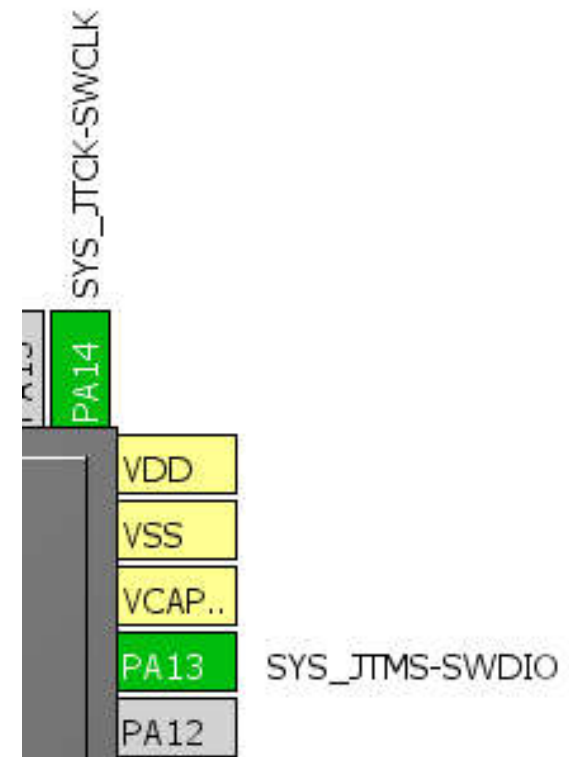 SYS_JTCK-SWCLK
PA14
VDD
VSS
VCAP..
PA13 SYS_JTMS-SWDIO
PA12